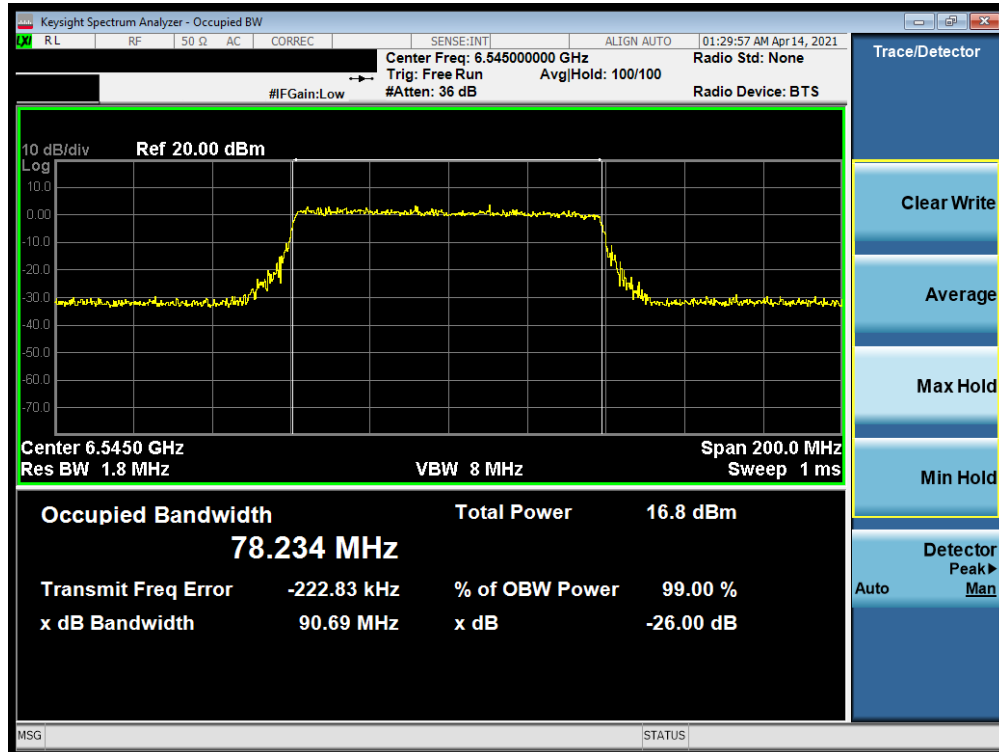 Keysight Spectrum Analyzer - Occupied BW
LXI RL RF 50 Ω AC CORREC SENSE:INT ALIGN AUTO 01:29:57 AM Apr 14, 2021
Center Freq: 6.545000000 GHz Radio Std: None
Trig: Free Run Avg|Hold: 100/100
#IFGain:Low #Atten: 36 dB Radio Device: BTS
10 dB/div Ref 20.00 dBm
Log
10.0
0.00
-10.0
-20.0
-30.0
-40.0
-50.0
-60.0
-70.0
Center 6.5450 GHz Span 200.0 MHz
Res BW 1.8 MHz VBW 8 MHz Sweep 1 ms
Occupied Bandwidth Total Power 16.8 dBm
78.234 MHz
Transmit Freq Error -222.83 kHz % of OBW Power 99.00 %
x dB Bandwidth 90.69 MHz x dB -26.00 dB
MSG STATUS
Trace/Detector
Clear Write
Average
Max Hold
Min Hold
Detector
Peak▶
Auto Man